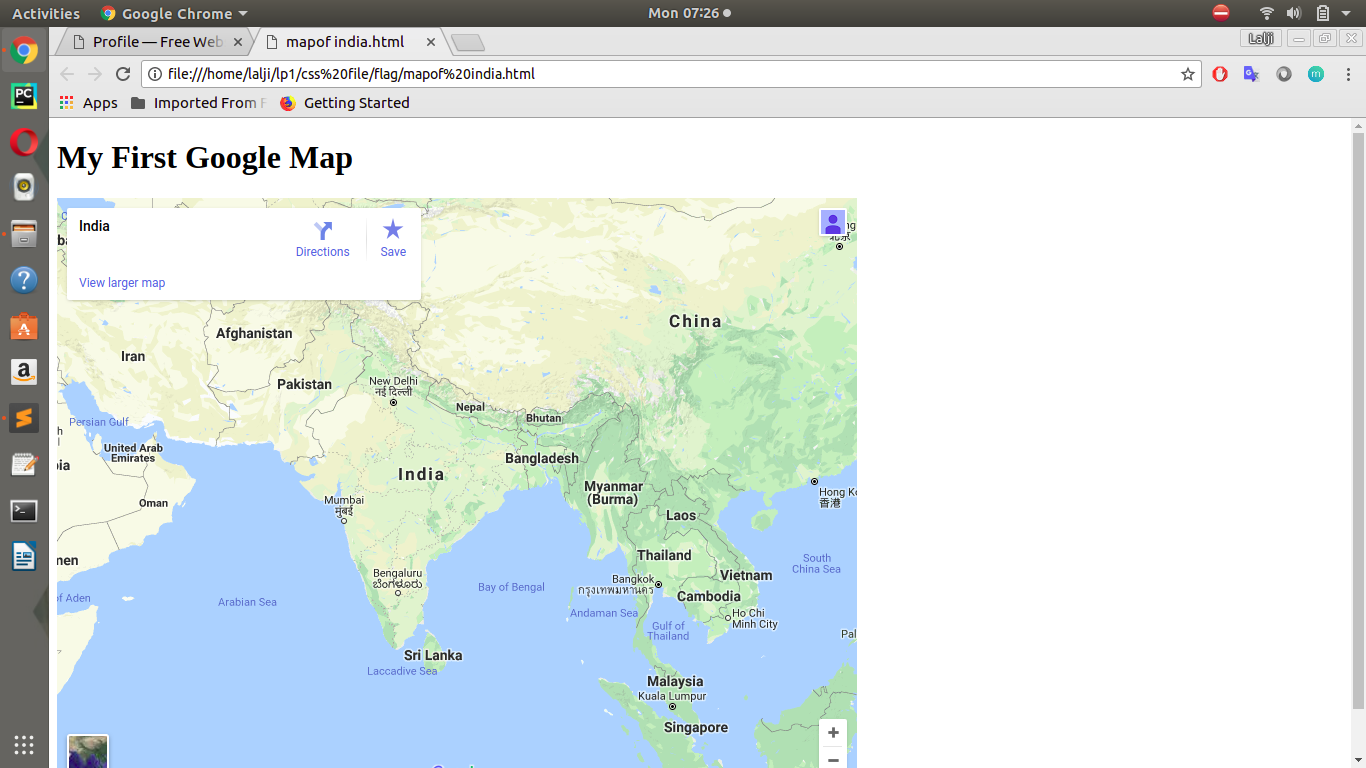 Activities
Google Chrome
Mon 07:26
Profile — Free Web
mapof india.html
Lalji
file:///home/lalji/lp1/css%20file/flag/mapof%20india.html
Apps
Imported From F
Getting Started
My First Google Map
India
Directions
Save
View larger map
北京
China
Afghanistan
Iran
Pakistan
New Delhi
नई दिल्ली
Nepal
Bhutan
Persian Gulf
United Arab
Emirates
Bangladesh
India
Myanmar
(Burma)
Mumbai
मुंबई
Oman
Hong Ko
香港
Laos
Thailand
South
China Sea
men
Bengaluru
ಬೆಂಗಳೂರು
Bay of Bengal
Bangkok
กรุงเทพมหานคร
Vietnam
Cambodia
of Aden
Arabian Sea
Andaman Sea
Ho Chi
Minh City
Gulf of
Thailand
Pal
Sri Lanka
Laccadive Sea
Malaysia
Kuala Lumpur
Singapore